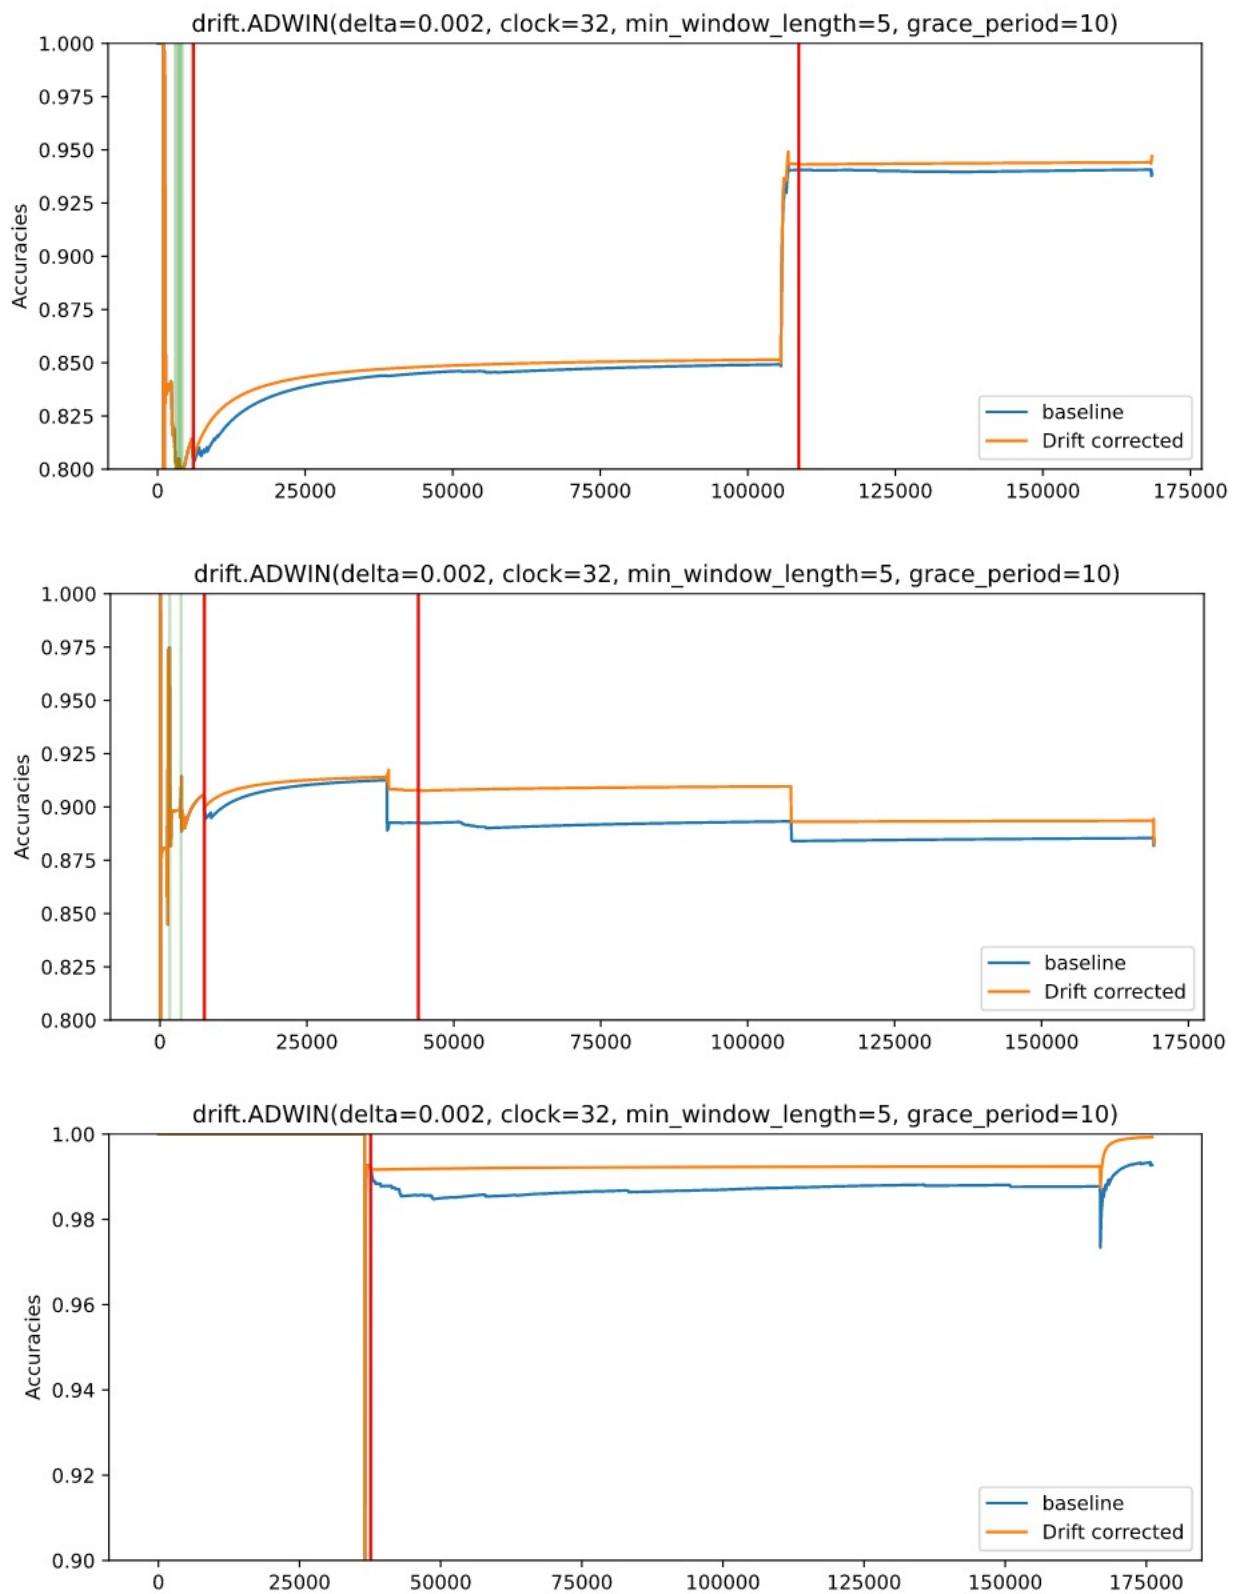 drift.ADWIN(delta=0.002, clock=32, min_window_length=5, grace_period=10)
1.000
0.975
0.950
0.925
0.900
0.875
0.850
0.825
0.800
Accuracies
baseline
Drift corrected
0 25000 50000 75000 100000 125000 150000 175000
drift.ADWIN(delta=0.002, clock=32, min_window_length=5, grace_period=10)
1.000
0.975
0.950
0.925
0.900
0.875
0.850
0.825
0.800
Accuracies
baseline
Drift corrected
0 25000 50000 75000 100000 125000 150000 175000
drift.ADWIN(delta=0.002, clock=32, min_window_length=5, grace_period=10)
1.00
0.98
0.96
0.94
0.92
0.90
Accuracies
baseline
Drift corrected
0 25000 50000 75000 100000 125000 150000 175000